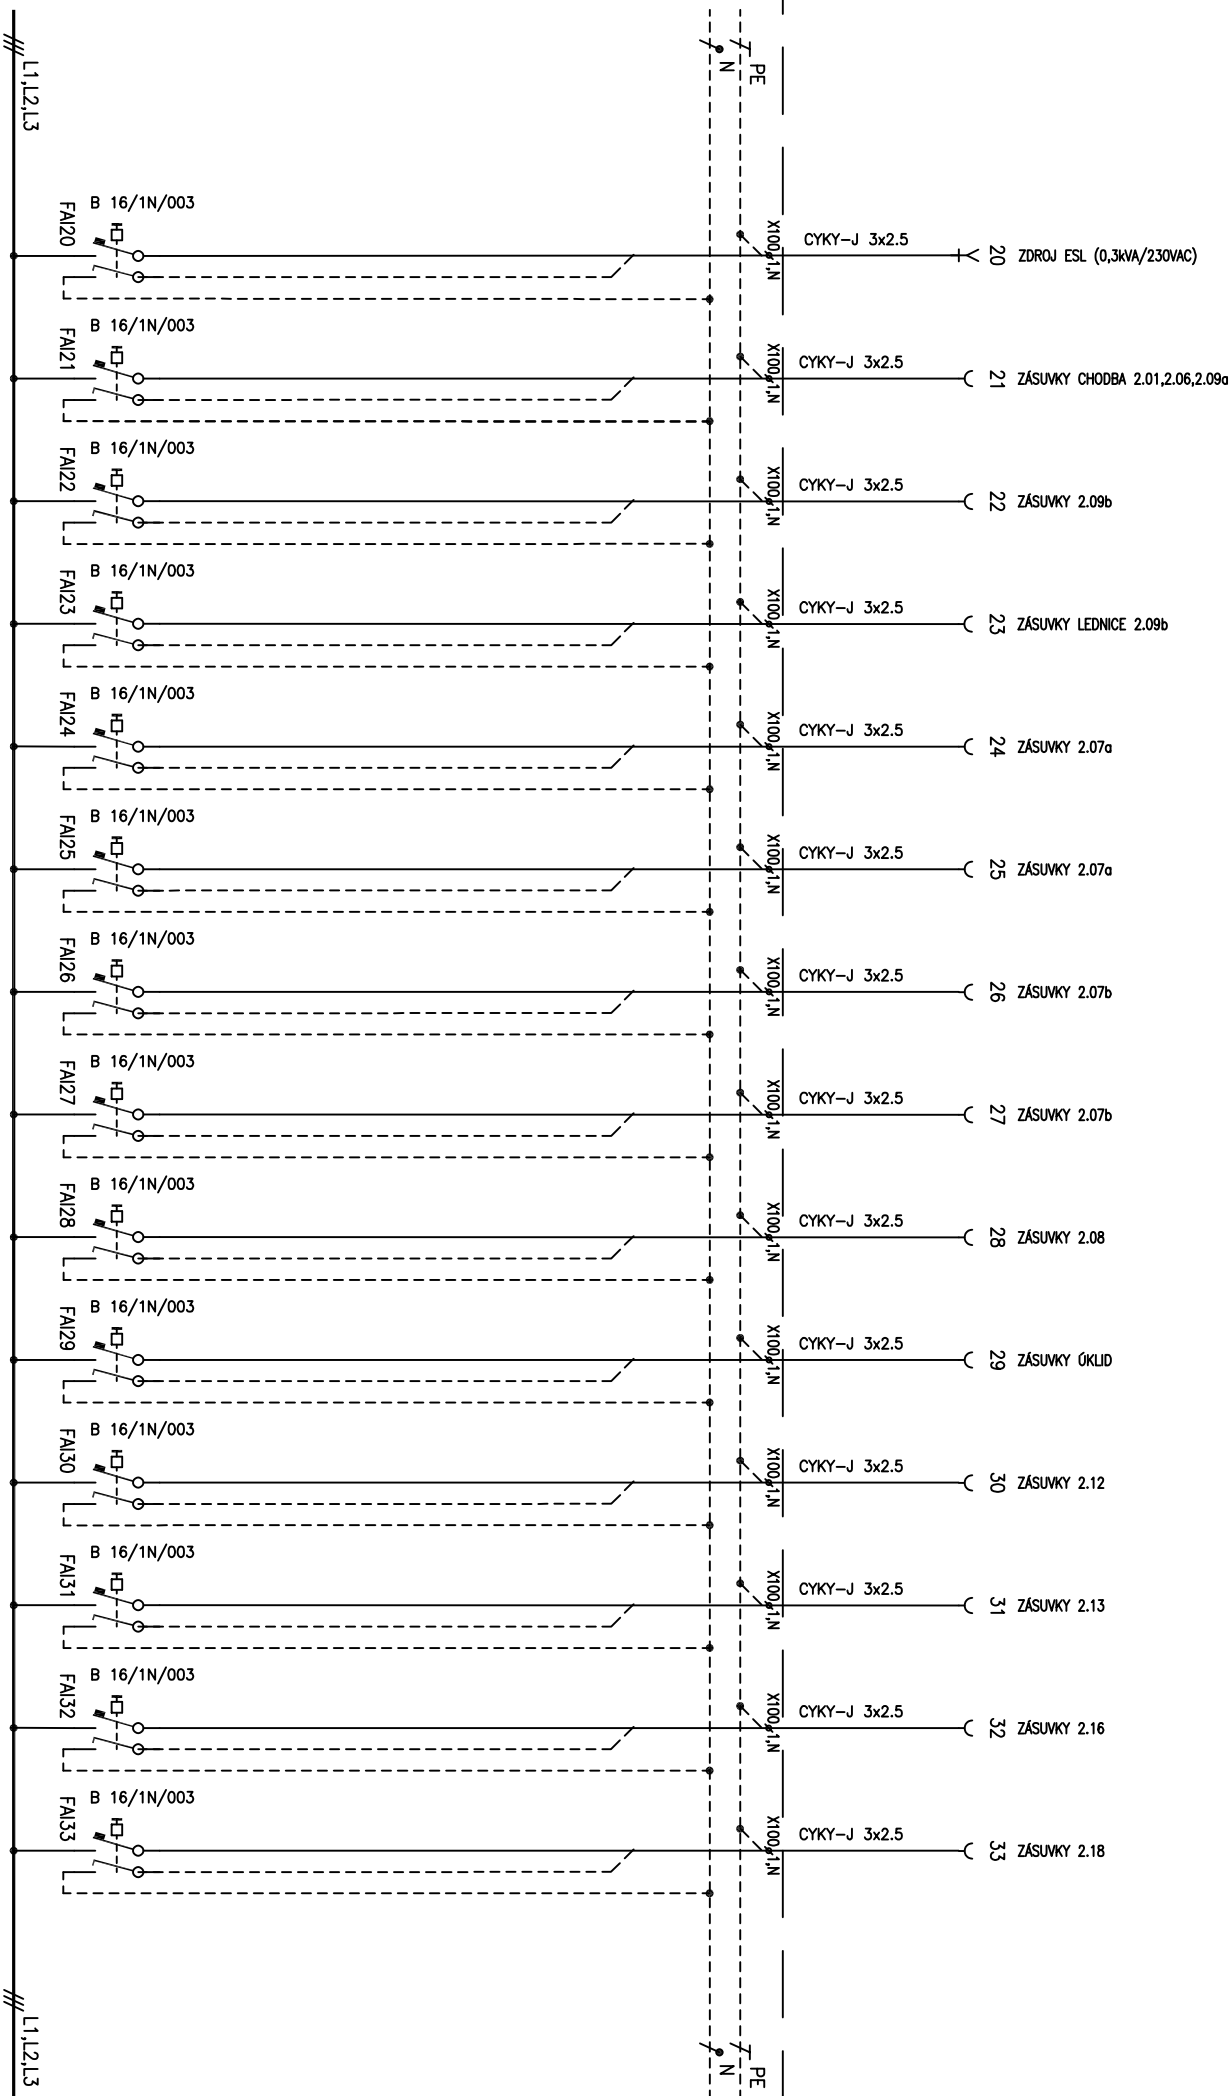 L1,L2,L3
N
PE
B 16/1N/003
FAI20
X100
1,N
CYKY-J 3x2.5
20
ZDROJ ESL (0,3kVA/230VAC)
B 16/1N/003
FAI21
X100
1,N
CYKY-J 3x2.5
21
ZÁSUVKY CHODBA 2.01,2.06,2.09a
B 16/1N/003
FAI22
X100
1,N
CYKY-J 3x2.5
22
ZÁSUVKY 2.09b
B 16/1N/003
FAI23
X100
1,N
CYKY-J 3x2.5
23
ZÁSUVKY LEDNICE 2.09b
B 16/1N/003
FAI24
X100
1,N
CYKY-J 3x2.5
24
ZÁSUVKY 2.07a
B 16/1N/003
FAI25
X100
1,N
CYKY-J 3x2.5
25
ZÁSUVKY 2.07a
B 16/1N/003
FAI26
X100
1,N
CYKY-J 3x2.5
26
ZÁSUVKY 2.07b
B 16/1N/003
FAI27
X100
1,N
CYKY-J 3x2.5
27
ZÁSUVKY 2.07b
B 16/1N/003
FAI28
X100
1,N
CYKY-J 3x2.5
28
ZÁSUVKY 2.08
B 16/1N/003
FAI29
X100
1,N
CYKY-J 3x2.5
29
ZÁSUVKY ÚKLID
B 16/1N/003
FAI30
X100
1,N
CYKY-J 3x2.5
30
ZÁSUVKY 2.12
B 16/1N/003
FAI31
X100
1,N
CYKY-J 3x2.5
31
ZÁSUVKY 2.13
B 16/1N/003
FAI32
X100
1,N
CYKY-J 3x2.5
32
ZÁSUVKY 2.16
B 16/1N/003
FAI33
X100
1,N
CYKY-J 3x2.5
33
ZÁSUVKY 2.18
L1,L2,L3
N
PE